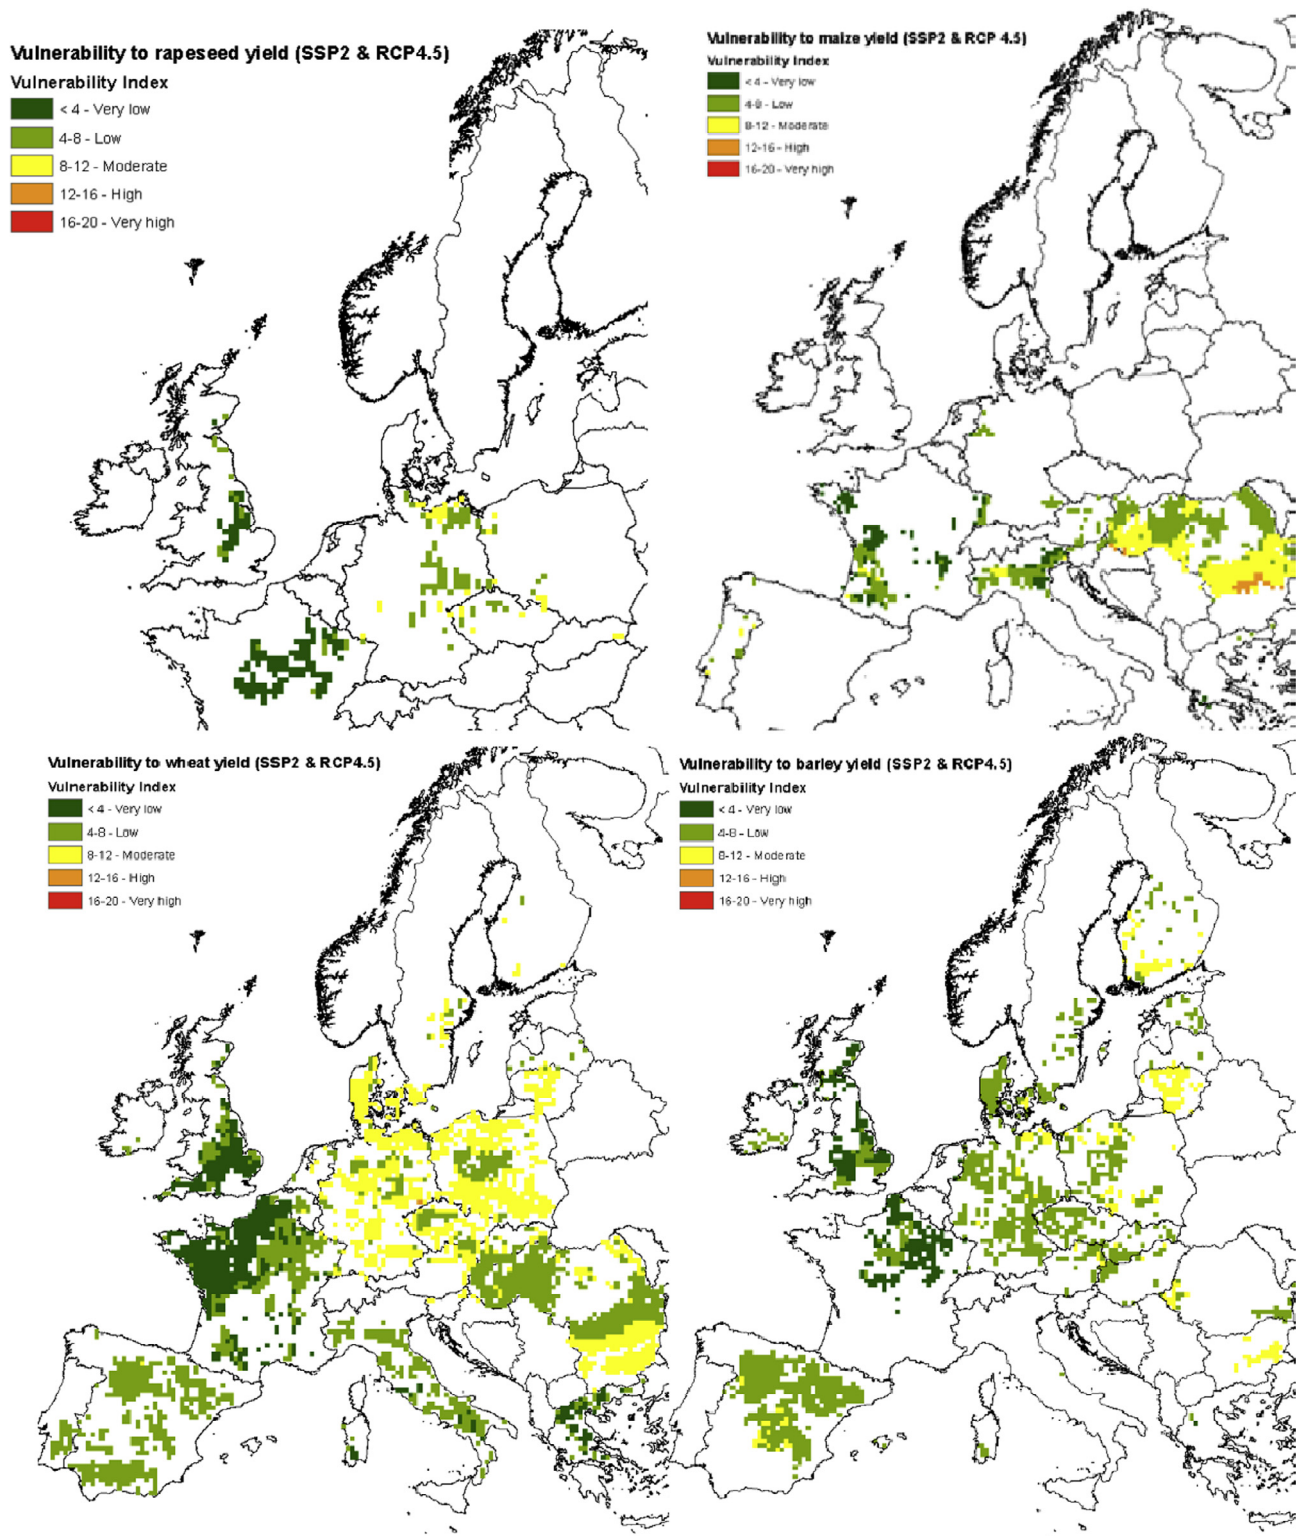 Vulnerability to rapeseed yield (SSP2 & RCP4.5)
Vulnerability Index
< 4 - Very low
4-8 - Low
8-12 - Moderate
12-16 - High
16-20 - Very high
Vulnerability to maize yield (SSP2 & RCP 4.5)
Vulnerability Index
< 4 - Very low
4-8 - Low
8-12 - Moderate
12-16 - High
16-20 - Very high
Vulnerability to wheat yield (SSP2 & RCP4.5)
Vulnerability Index
< 4 - Very low
4-8 - Low
8-12 - Moderate
12-16 - High
16-20 - Very high
Vulnerability to barley yield (SSP2 & RCP4.5)
Vulnerability Index
< 4 - Very low
4-8 - Low
8-12 - Moderate
12-16 - High
16-20 - Very high